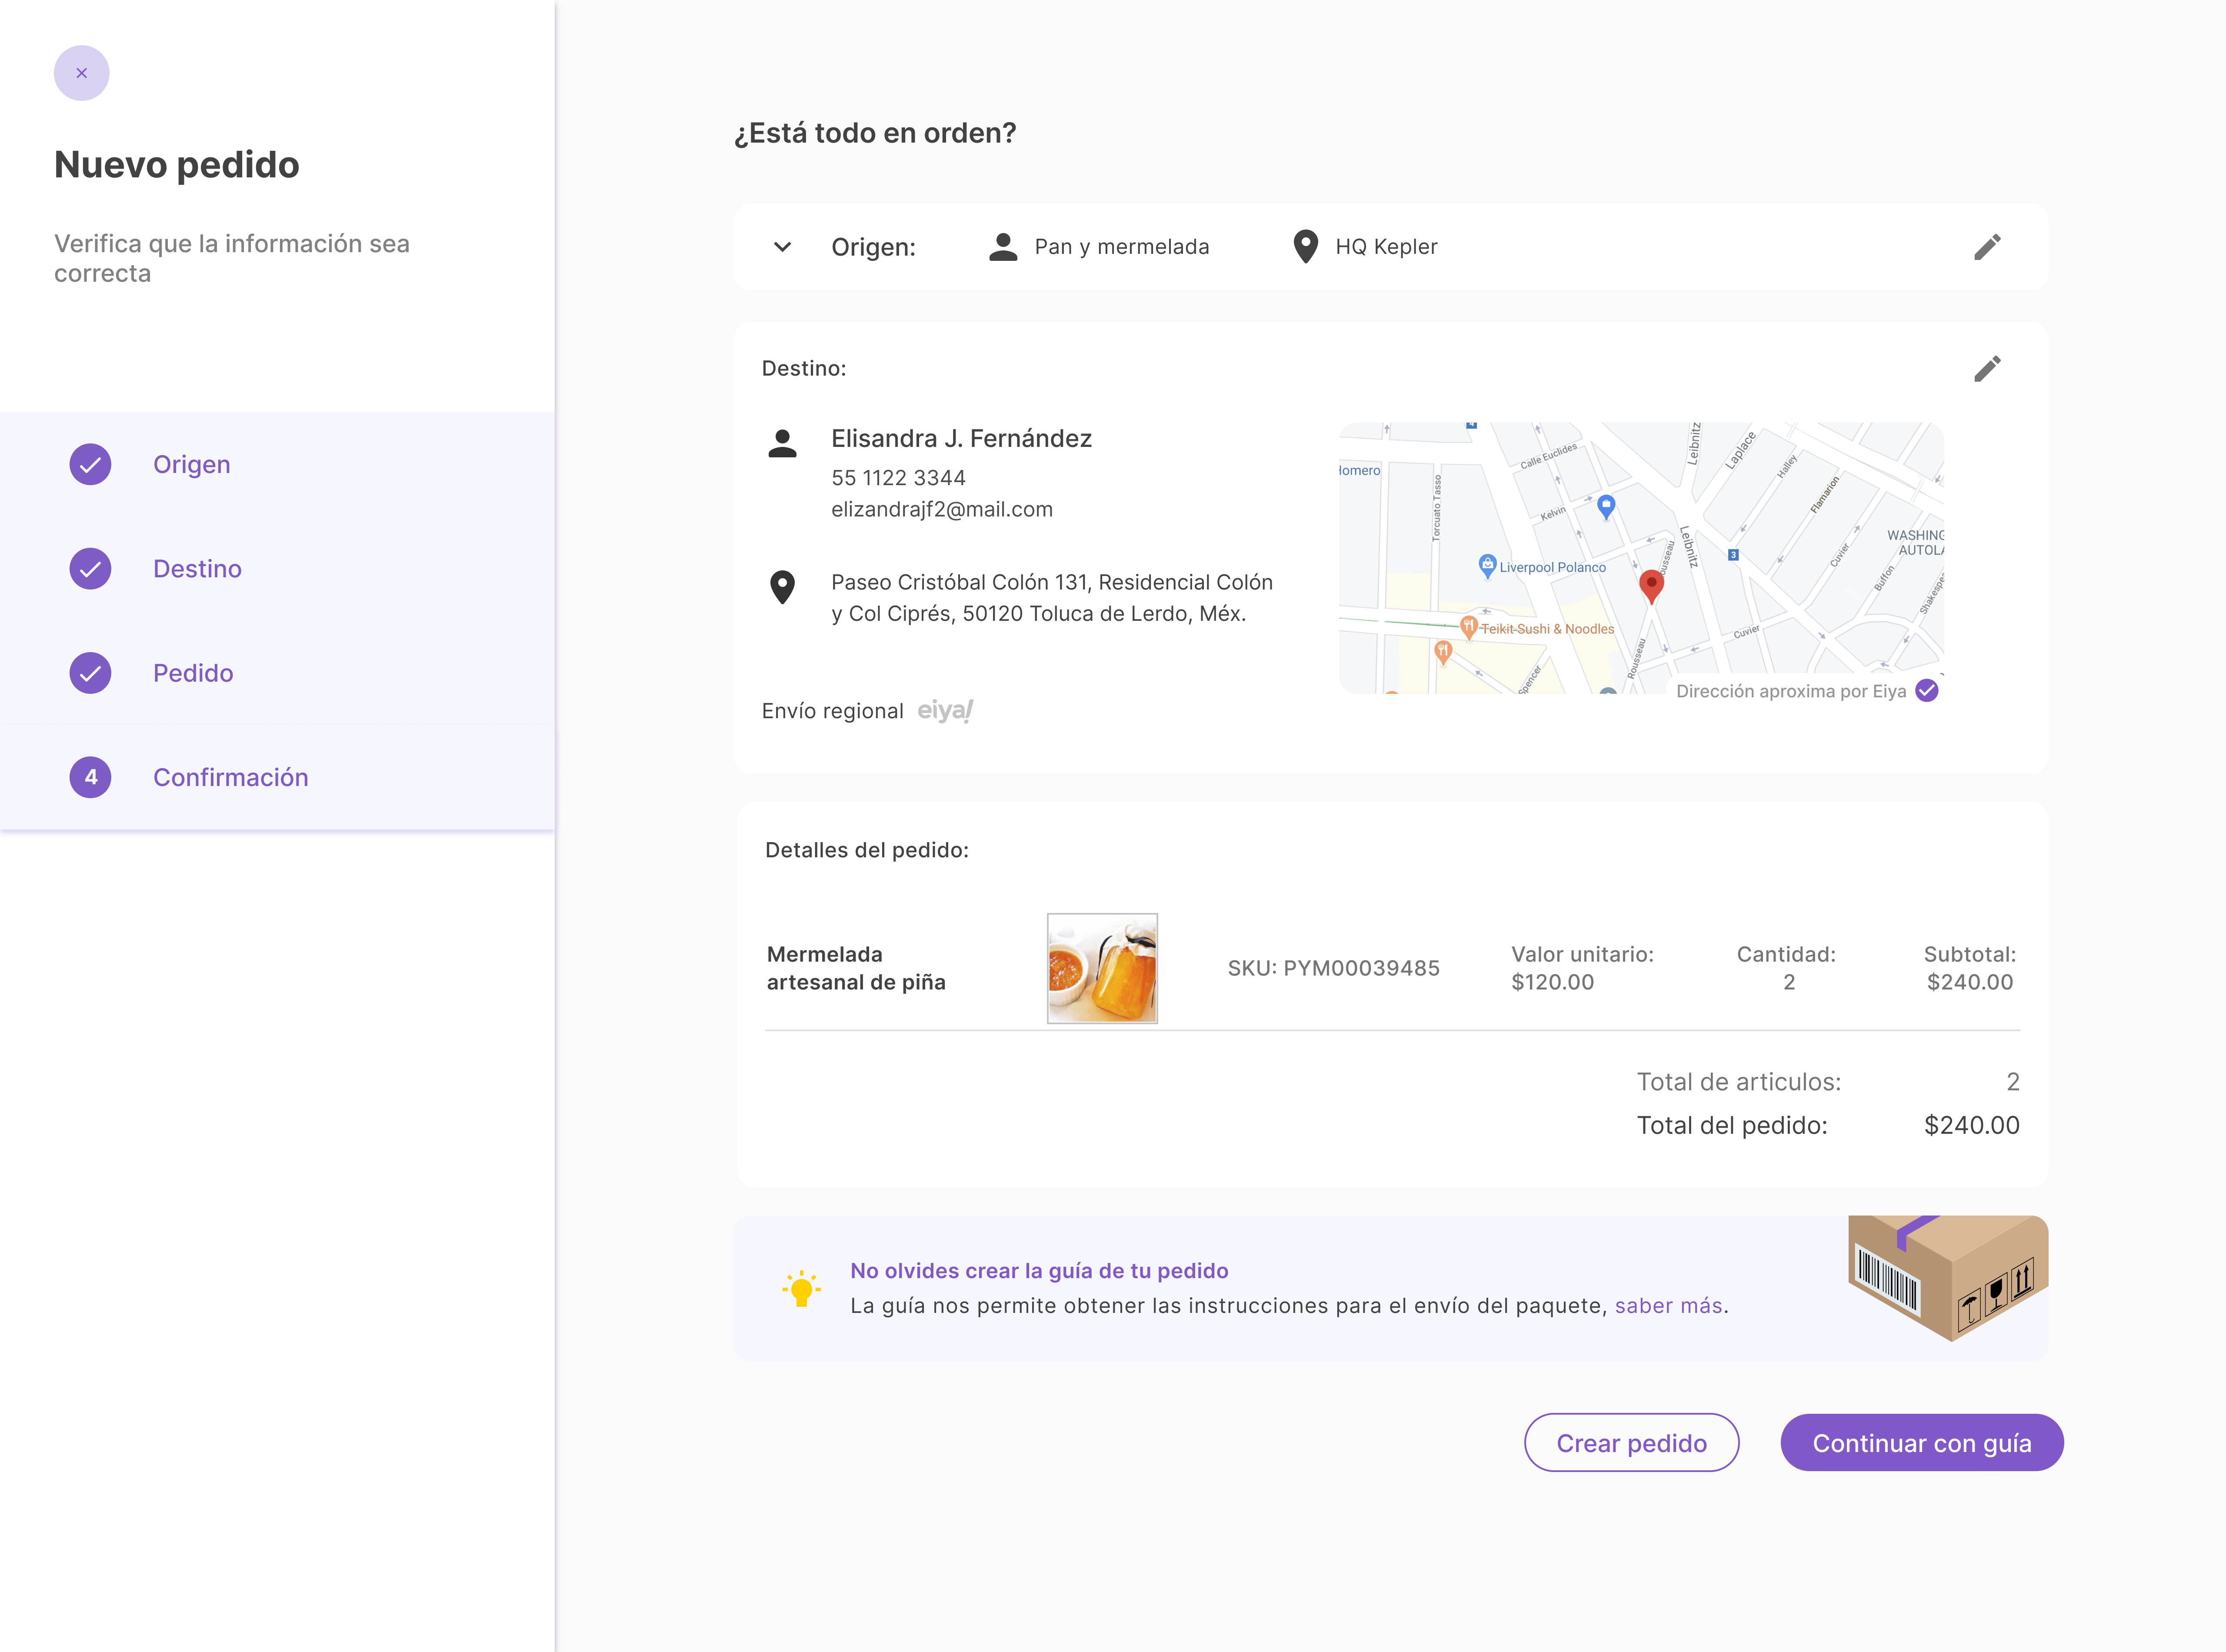 Nuevo pedido
Verifica que la información sea
correcta
Origen
Destino
Pedido
4 Confirmación
¿Está todo en orden?
Origen: Pan y mermelada HQ Kepler
Destino:
Elisandra J. Fernández
55 1122 3344
elizandrajf2@mail.com
Paseo Cristóbal Colón 131, Residencial Colón
y Col Ciprés, 50120 Toluca de Lerdo, Méx.
Envío regional eiya!
Homero
Calle Euclides
Leibnitz
Laplace
Halley
Flamarion
Torcuato Tasso
Kelvin
Leibnitz
3
WASHING
AUTOLA
Liverpool Polanco
Cuvier
Buffon
Shakespe
ousseau
Teikit Sushi & Noodles
Cuvier
Rousseau
Spencer
Dirección aproxima por Eiya
Detalles del pedido:
Mermelada
artesanal de piña
SKU: PYM00039485
Valor unitario:
$120.00
Cantidad:
2
Subtotal:
$240.00
Total de articulos: 2
Total del pedido: $240.00
No olvides crear la guía de tu pedido
La guía nos permite obtener las instrucciones para el envío del paquete, saber más.
Crear pedido
Continuar con guía